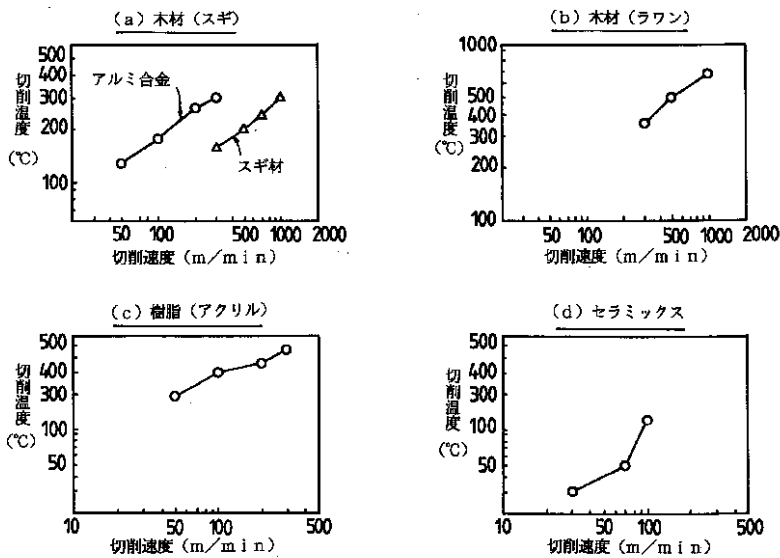 (a) 木材 (スギ)
切削温度 (℃)
500
400
300
200
100
アルミ合金
スギ材
50 100 500 1000 2000
切削速度 (m/min)
(b) 木材 (ラワン)
切削温度 (℃)
1000
500
400
300
100
50 100 500 1000 2000
切削速度 (m/min)
(c) 樹脂 (アクリル)
切削温度 (℃)
500
400
300
100
50
10 50 100 500
切削速度 (m/min)
(d) セラミックス
切削温度 (℃)
500
400
300
100
50
10 50 100 500
切削速度 (m/min)